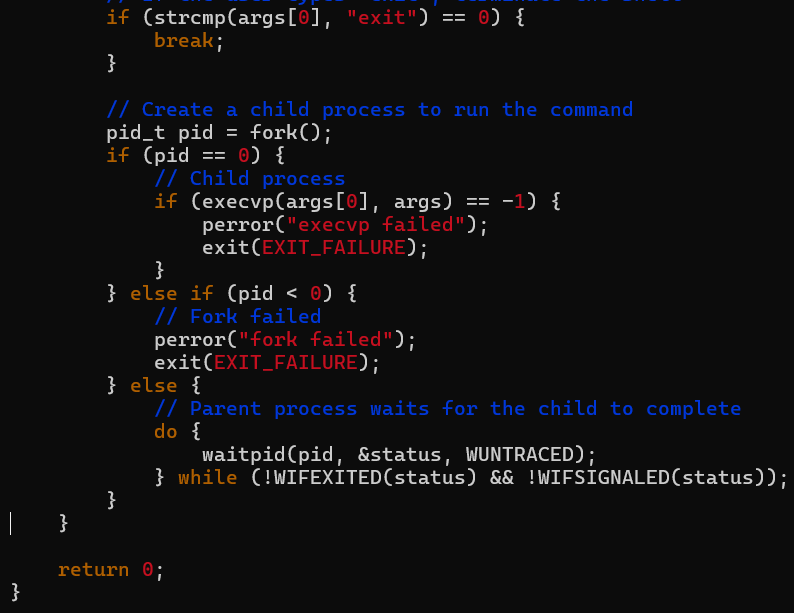 if (strcmp(args[0], "exit") == 0) {
            break;
        }

        // Create a child process to run the command
        pid_t pid = fork();
        if (pid == 0) {
            // Child process
            if (execvp(args[0], args) == -1) {
                perror("execvp failed");
                exit(EXIT_FAILURE);
            }
        } else if (pid < 0) {
            // Fork failed
            perror("fork failed");
            exit(EXIT_FAILURE);
        } else {
            // Parent process waits for the child to complete
            do {
                waitpid(pid, &status, WUNTRACED);
            } while (!WIFEXITED(status) && !WIFSIGNALED(status));
        }
    }

    return 0;
}